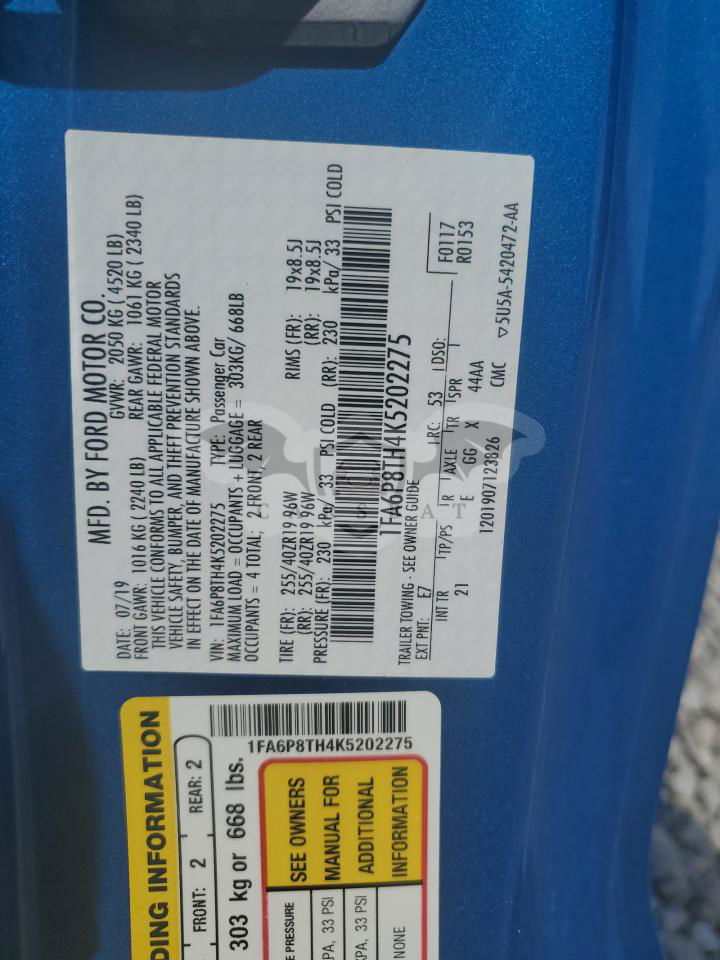 MFD. BY FORD MOTOR CO.
DATE: 07/19 GVWR: 2050 KG ( 4520 LB)
FRONT GAWR: 1016 KG (2240 LB) REAR GAWR: 1061 KG ( 2340 LB)
THIS VEHICLE CONFORMS TO ALL APPLICABLE FEDERAL MOTOR
VEHICLE SAFETY, BUMPER, AND THEFT PREVENTION STANDARDS
IN EFFECT ON THE DATE OF MANUFACTURE SHOWN ABOVE.
VIN: 1FA6P8TH4K5202275 TYPE: Passenger Car
MAXIMUM LOAD = OCCUPANTS + LUGGAGE = 303KG/ 668LB
OCCUPANTS = 4 TOTAL: 2 FRONT, 2 REAR
TIRE (FR): 255/40ZR19 96W RIMS (FR): 19x8.5J
(RR): 255/40ZR19 96W (RR): 19x8.5J
PRESSURE (FR): 230 kPa/ 33 PSI COLD (RR): 230 kPa/ 33 PSI COLD
1FA6P8TH4K5202275
TRAILER TOWING - SEE OWNER GUIDE
EXT PNT: E7 RC: 53 DSO: F0117
R0153
INT TR TP/PS R AXLE TR SPR
21 E GG X 44AA
1201907123826 CMC
5U5A-5420472-AA
C S A T
DING INFORMATION
FRONT: 2 REAR: 2
303 kg or 668 lbs.
1FA6P8TH4K5202275
E PRESSURE
PA, 33 PSI
PA, 33 PSI
NONE
SEE OWNERS
MANUAL FOR
ADDITIONAL
INFORMATION